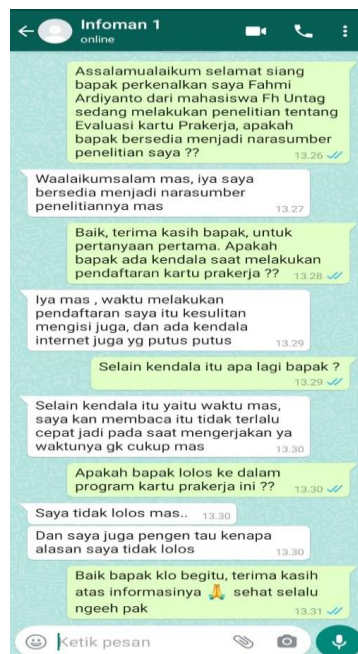 Infoman 1
online
Assalamualaikum selamat siang
bapak perkenalkan saya Fahmi
Ardiyanto dari mahasiswa Fh Untag
sedang melakukan penelitian tentang
Evaluasi kartu Prakerja, apakah
bapak bersedia menjadi narasumber
penelitian saya ??
13.26
Waalaikumsalam mas, iya saya
bersedia menjadi narasumber
penelitiannya mas
13.27
Baik, terima kasih bapak, untuk
pertanyaan pertama. Apakah
bapak ada kendala saat melakukan
pendaftaran kartu prakerja ?? 13.28
Iya mas , waktu melakukan
pendaftaran saya itu kesulitan
mengisi juga, dan ada kendala
internet juga yg putus putus 13.29
Selain kendala itu apa lagi bapak ?
13.29
Selain kendala itu yaitu waktu mas,
saya kan membaca itu tidak terlalu
cepat jadi pada saat mengerjakan ya
waktunya gk cukup mas 13.30
Apakah bapak lolos ke dalam
program kartu prakerja ini ?? 13.30
Saya tidak lolos mas.. 13.30
Dan saya juga pengen tau kenapa
alasan saya tidak lolos 13.30
Baik bapak klo begitu, terima kasih
atas informasinya 🙏 sehat selalu
ngeeh pak 13.31
Ketik pesan